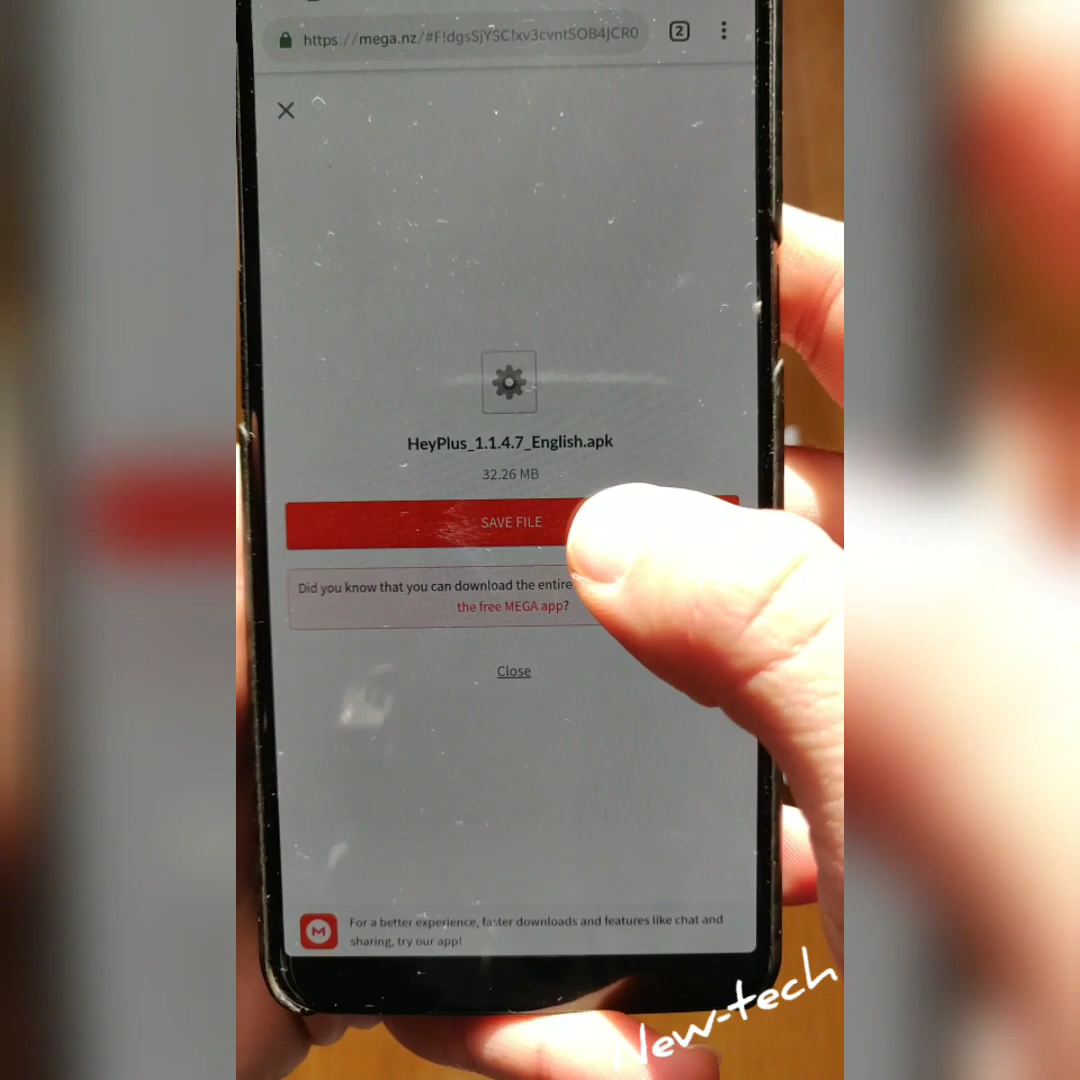 https://mega.nz/#F!dgsSjYSC!xv3cvntSOB4JCR0
2
HeyPlus_1.1.4.7_English.apk
32.26 MB
SAVE FILE
Did you know that you can download the entire
the free MEGA app?
Close
M
For a better experience, faster downloads and features like chat and
sharing, try our app!
New-tech